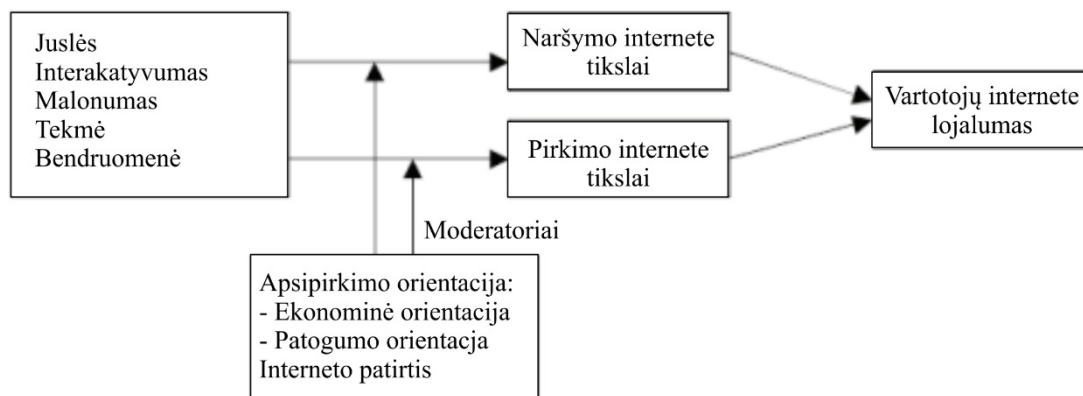 Juslės
Interakatyvumas
Malonumas
Tekmė
Bendruomenė
Naršymo internete
tikslai
Pirkimo internete
tikslai
Vartotojų internete
lojalumas
Moderatoriai
Apsipirkimo orientacija:
- Ekonominė orientacija
- Patogumo orientacja
Interneto patirtis